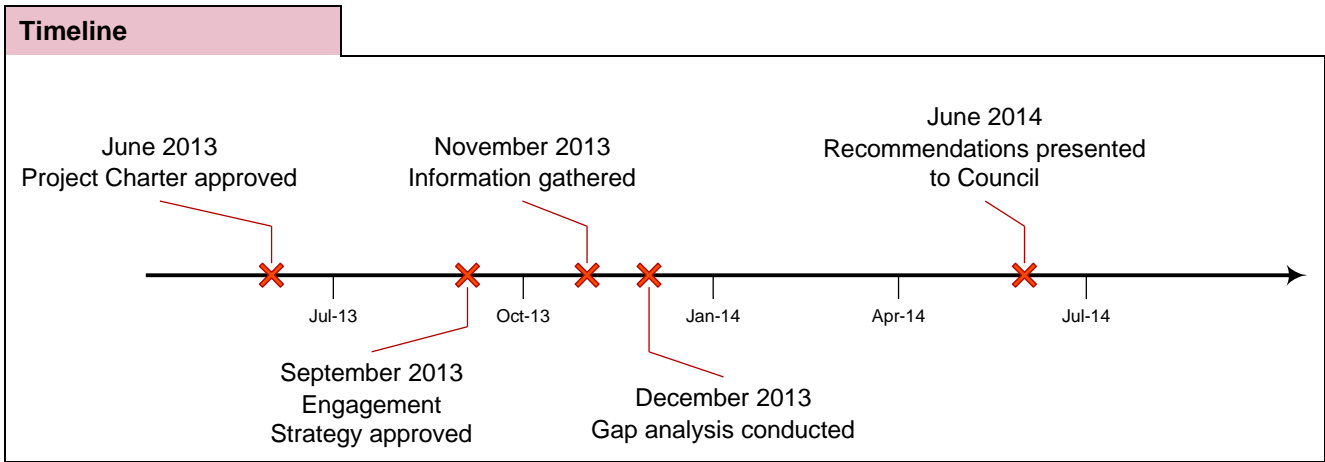 Timeline
June 2013
Project Charter approved
November 2013
Information gathered
June 2014
Recommendations presented
to Council
Jul-13
Oct-13
Jan-14
Apr-14
Jul-14
September 2013
Engagement
Strategy approved
December 2013
Gap analysis conducted